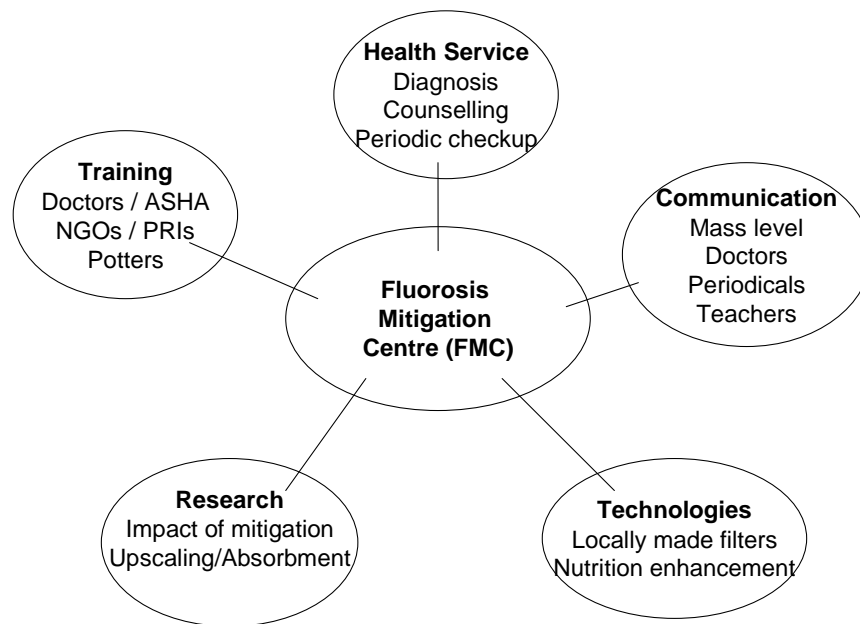 Health Service
Diagnosis
Counselling
Periodic checkup
Training
Doctors / ASHA
NGOs / PRIs
Potters
Communication
Mass level
Doctors
Periodicals
Teachers
Fluorosis
Mitigation
Centre (FMC)
Research
Impact of mitigation
Upscaling/Absorbment
Technologies
Locally made filters
Nutrition enhancement